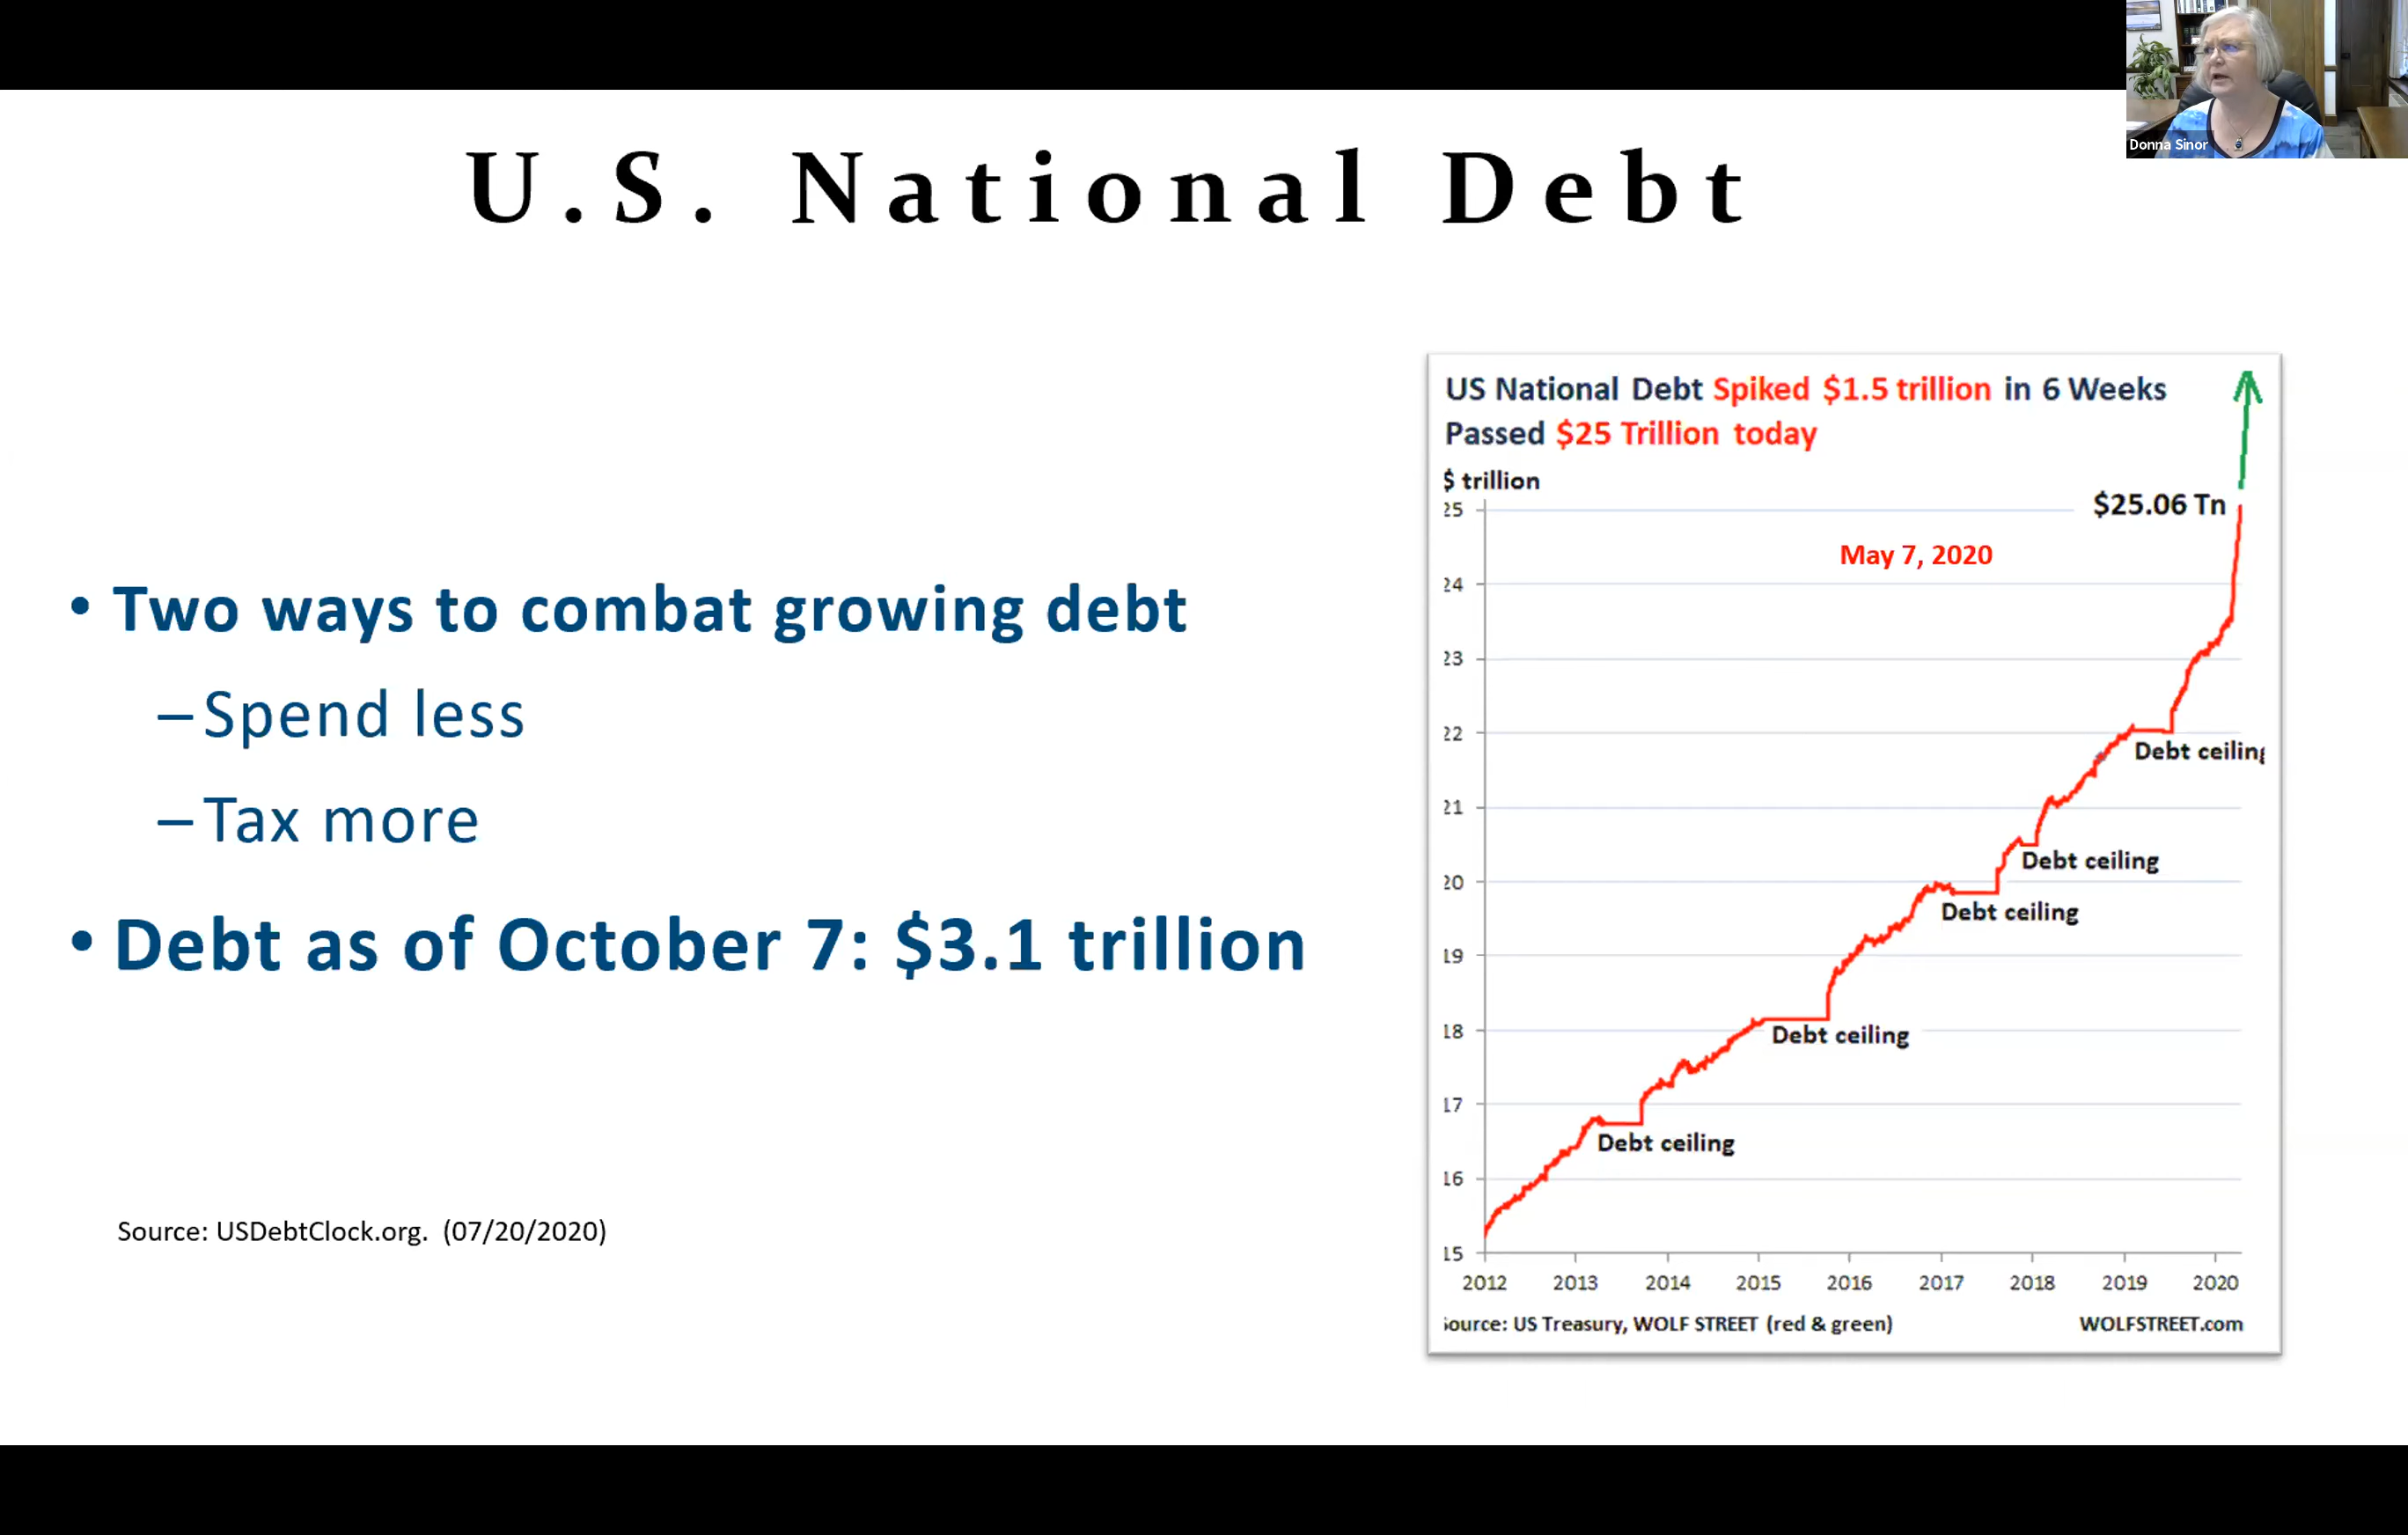 Donna Sinor
U.S. National Debt
• Two ways to combat growing debt
–Spend less
–Tax more
• Debt as of October 7: $3.1 trillion
Source: USDebtClock.org. (07/20/2020)
US National Debt Spiked $1.5 trillion in 6 Weeks
Passed $25 Trillion today
$ trillion
$25.06 Tn
25
May 7, 2020
24
23
22
Debt ceiling
21
Debt ceiling
20
Debt ceiling
19
18
Debt ceiling
17
Debt ceiling
16
15
2012 2013 2014 2015 2016 2017 2018 2019 2020
Source: US Treasury, WOLF STREET (red & green)
WOLFSTREET.com